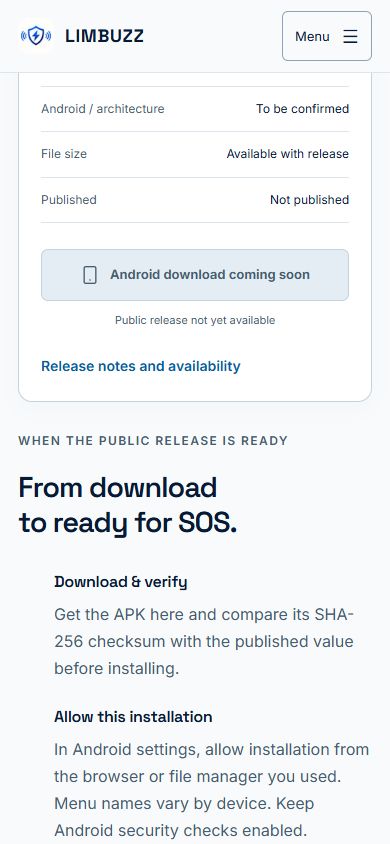 LIMBUZZ
Menu
Android / architecture To be confirmed
File size Available with release
Published Not published
Android download coming soon
Public release not yet available
Release notes and availability
WHEN THE PUBLIC RELEASE IS READY
From download
to ready for SOS.
Download & verify
Get the APK here and compare its SHA-
256 checksum with the published value
before installing.
Allow this installation
In Android settings, allow installation from
the browser or file manager you used.
Menu names vary by device. Keep
Android security checks enabled.